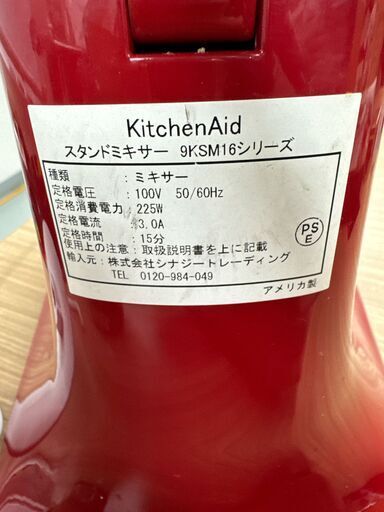 KitchenAid
スタンドミキサー 9KSM16シリーズ
種類 : ミキサー
定格電圧 : 100V 50/60Hz
定格消費電力 : 225W
定格電流 : 3.0A
定格時間 : 15分
使用上の注意 : 取扱説明書を上に記載
輸入元 : 株式会社シナジートレーディング
TEL 0120-984-049
PS
E
アメリカ製